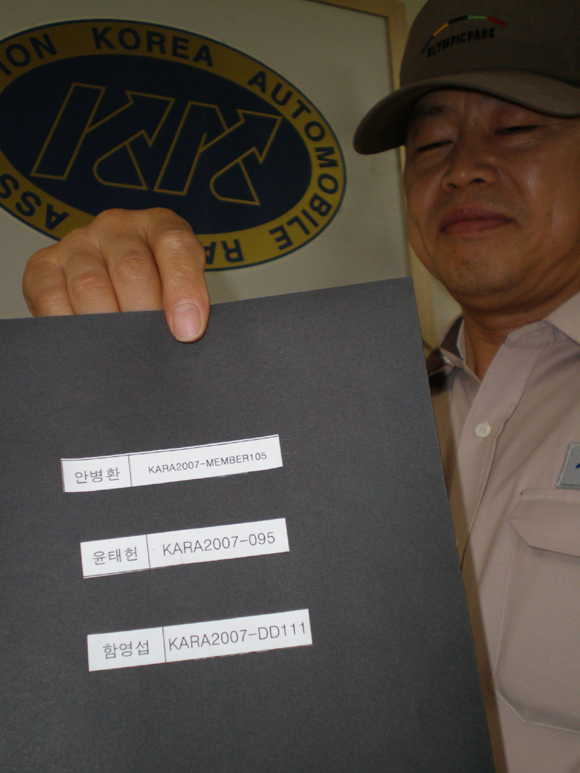 ION KOREA AUTOMOBILE RA
ASS
OLYMPICPARK
안병환 KARA2007-MEMBER105
윤태헌 KARA2007-095
함영섭 KARA2007-DD111